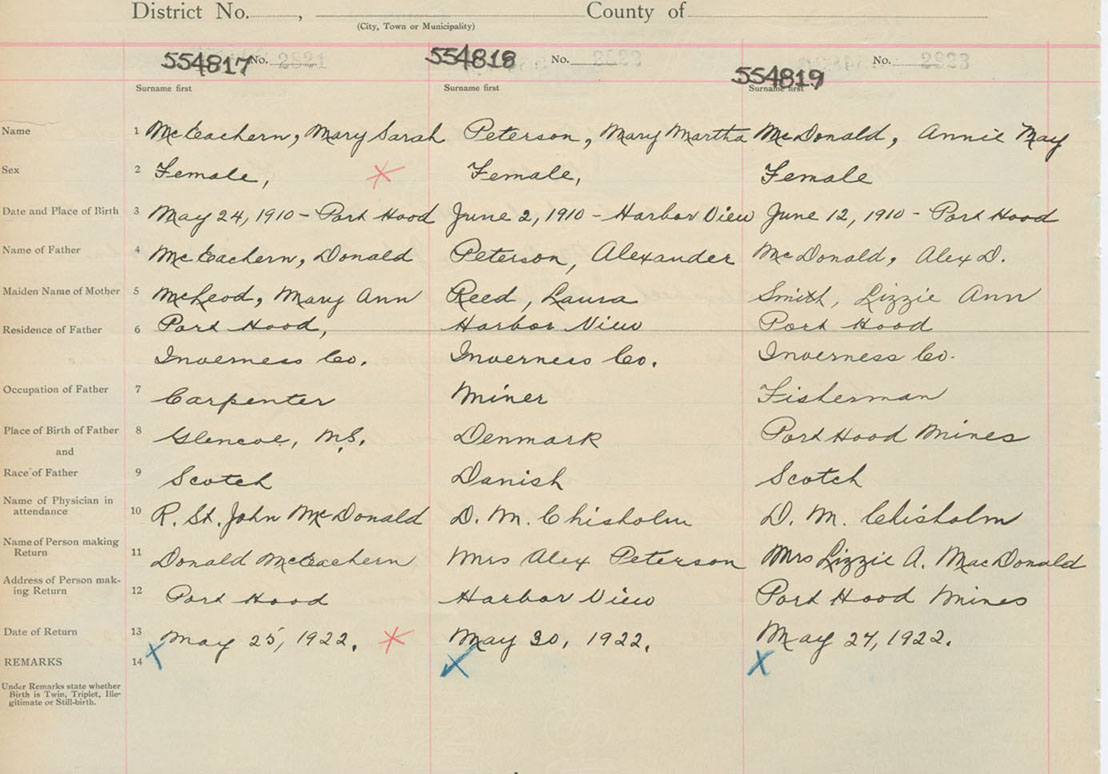 District No. , County of
(City, Town or Municipality)
554817 No. 2821 554818 No. 2822 554819 No. 2823
Surname first Surname first Surname first
Name 1 McEachern, Mary Sarah Peterson, Mary Martha McDonald, Annie May
Sex 2 Female, Female, Female
Date and Place of Birth 3 May 24, 1910 - Port Hood June 2, 1910 - Harbor View June 12, 1910 - Port Hood
Name of Father 4 McEachern, Donald Peterson, Alexander McDonald, Alex D.
Maiden Name of Mother 5 McLeod, Mary Ann Reed, Laura Smith, Lizzie Ann
Residence of Father 6 Port Hood, Harbor View Port Hood
Inverness Co. Inverness Co. Inverness Co.
Occupation of Father 7 Carpenter Miner Fisherman
Place of Birth of Father 8 Glencoe, N.S. Denmark Port Hood Mines
and
Race of Father 9 Scotch Danish Scotch
Name of Physician in
attendance 10 R. St. John McDonald D. M. Chisholm D. M. Chisholm
Name of Person making
Return 11 Donald McEachern Mrs Alex Peterson Mrs Lizzie A. MacDonald
Address of Person mak-
ing Return 12 Port Hood Harbor View Port Hood Mines
Date of Return 13 May 25, 1922. May 30, 1922. May 27, 1922.
REMARKS 14
Under Remarks state whether
Birth is Twin, Triplet, Ille-
gitimate or Still-birth.